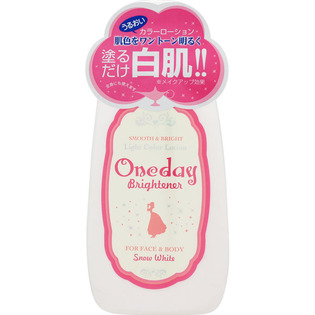 うるおい
カラーローション
肌色をワントーン明るく
塗る
だけ
白肌!!
※メイクアップ効果
SMOOTH & BRIGHT
Light Color Lotion
Oneday
Brightener
FOR FACE & BODY
Snow White